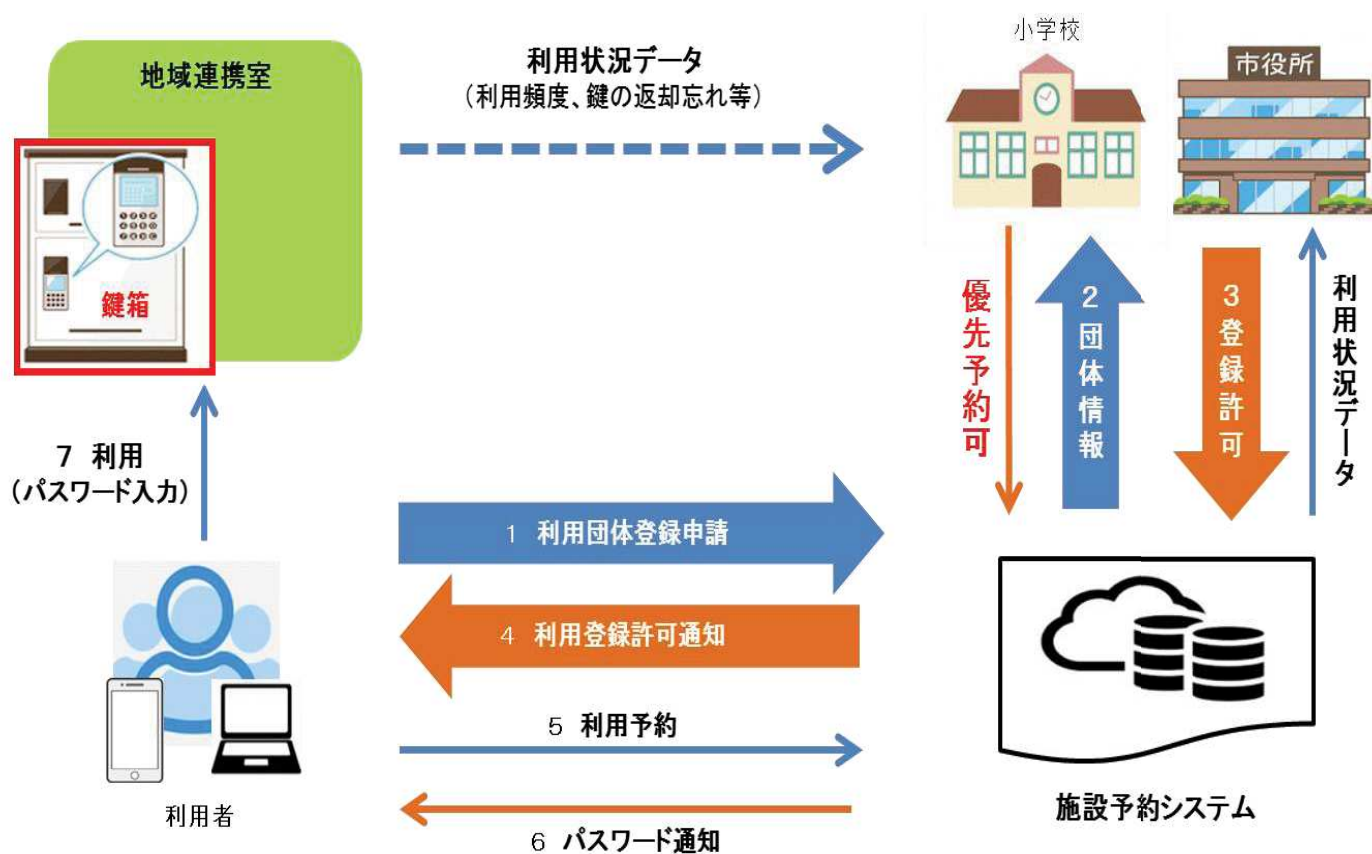 地域連携室
鍵箱
利用状況データ
(利用頻度、鍵の返却忘れ等)
小学校
市役所
優先予約可
2 団体情報
3 登録許可
利用状況データ
7 利用
(パスワード入力)
1 利用団体登録申請
4 利用登録許可通知
5 利用予約
6 パスワード通知
利用者
施設予約システム